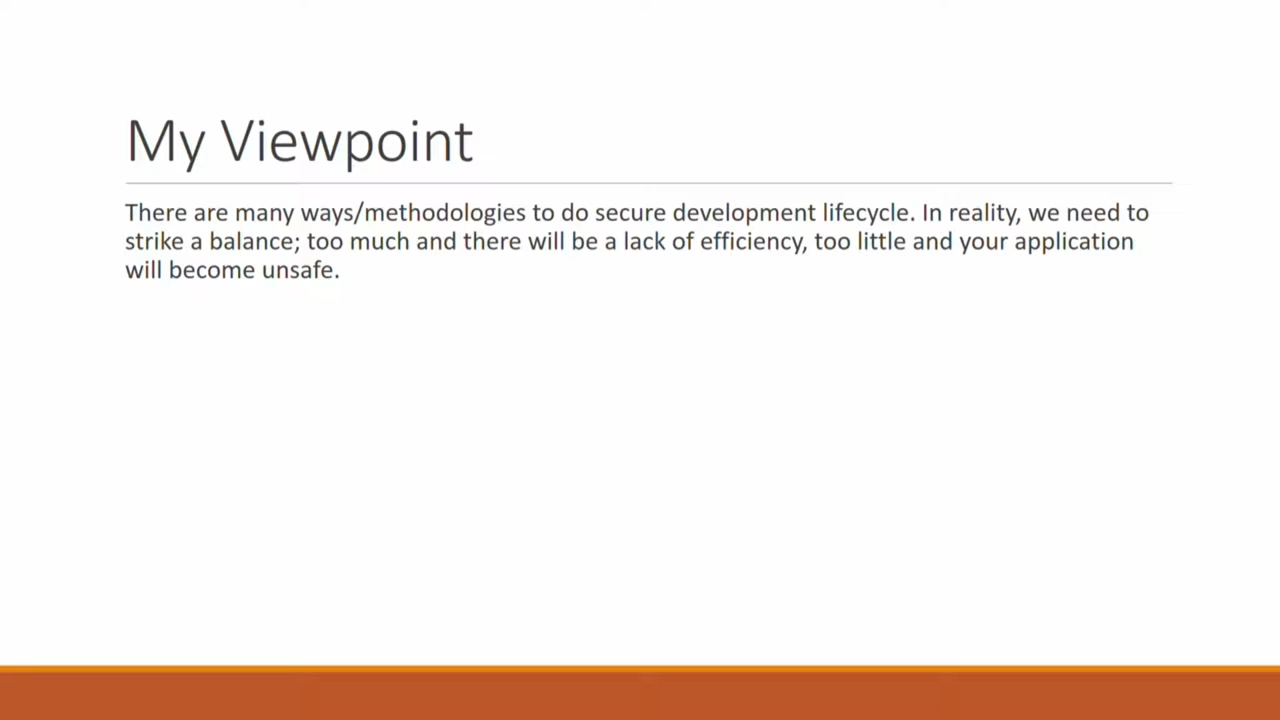 My Viewpoint
There are many ways/methodologies to do secure development lifecycle. In reality, we need to
strike a balance; too much and there will be a lack of efficiency, too little and your application
will become unsafe.